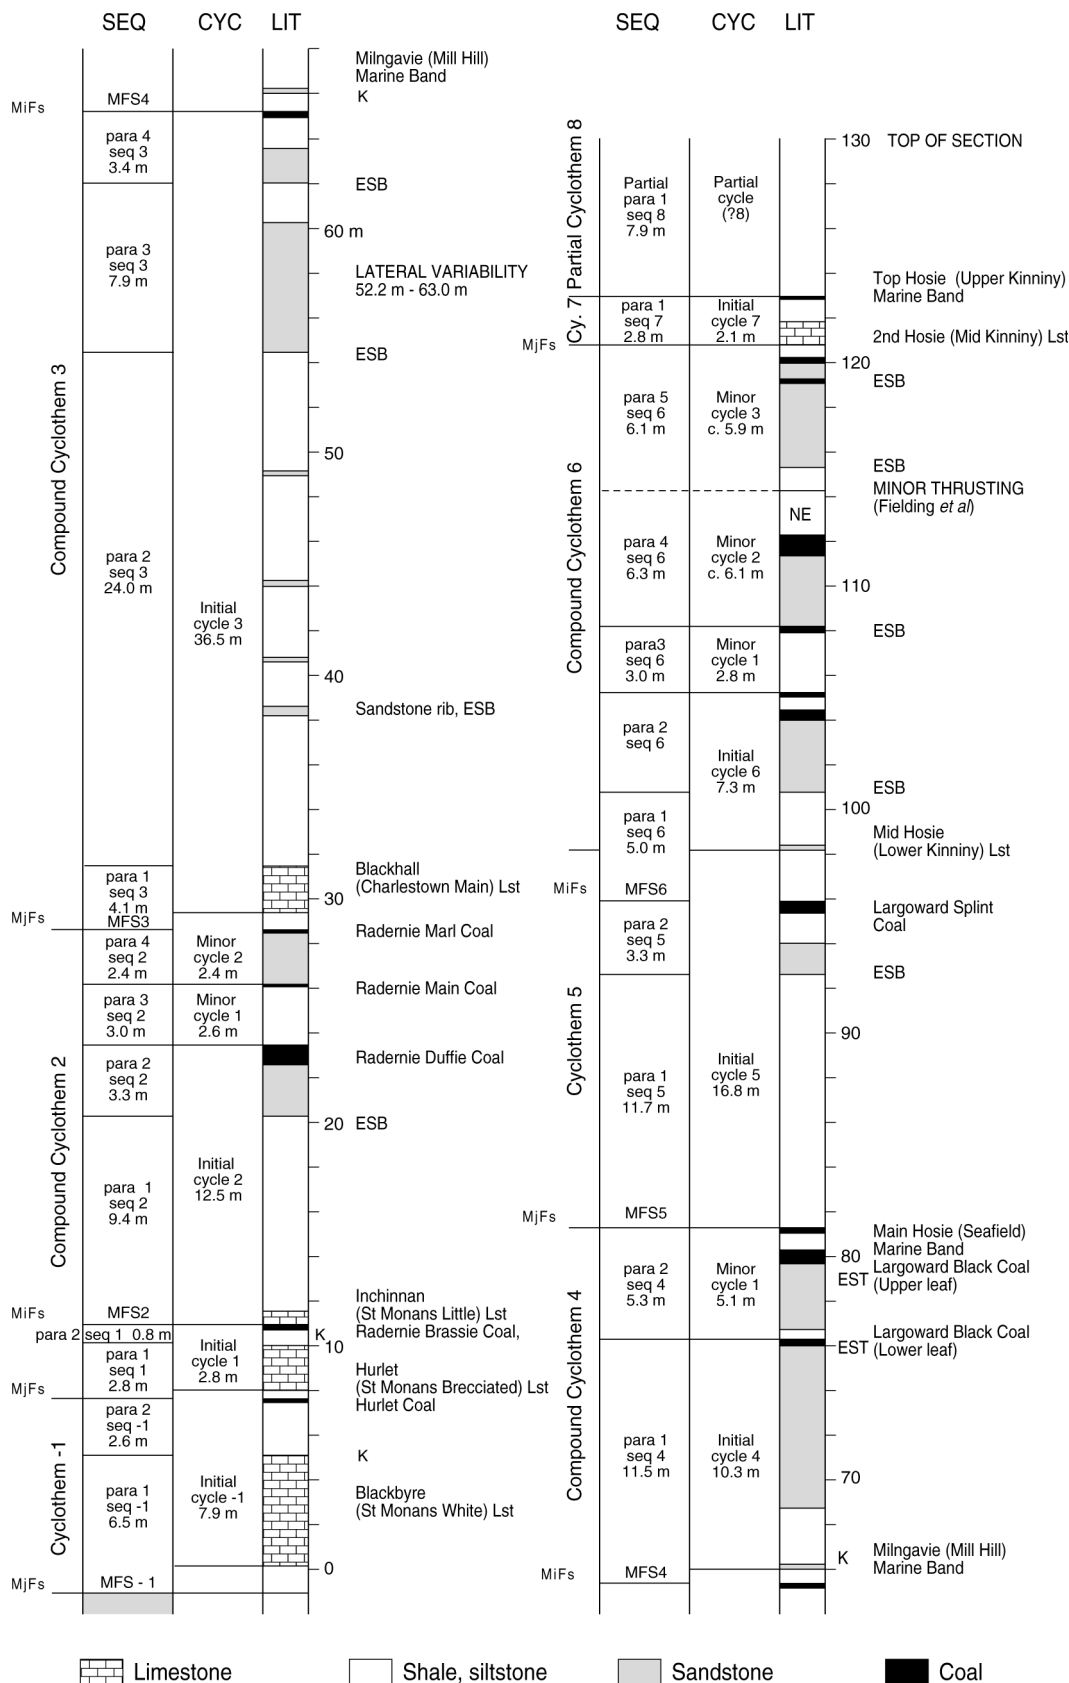 SEQ CYC LIT
Milngavie (Mill Hill)
Marine Band
K
MiFs
MFS4
para 4
seq 3
3.4 m
ESB
60 m
para 3
seq 3
7.9 m
LATERAL VARIABILITY
52.2 m - 63.0 m
ESB
Compound Cyclothem 3
50
para 2
seq 3
24.0 m
Initial
cycle 3
36.5 m
40
Sandstone rib, ESB
Blackhall
(Charlestown Main) Lst
para 1
seq 3
4.1 m
30
MjFs
MFS3
Radernie Marl Coal
para 4
seq 2
2.4 m
Minor
cycle 2
2.4 m
Radernie Main Coal
para 3
seq 2
3.0 m
Minor
cycle 1
2.6 m
Radernie Duffie Coal
para 2
seq 2
3.3 m
Compound Cyclothem 2
20
ESB
para 1
seq 2
9.4 m
Initial
cycle 2
12.5 m
Inchinnan
(St Monans Little) Lst
MiFs
MFS2
Radernie Brassie Coal,
K
para 2
seq 1 0.8 m
10
para 1
seq 1
2.8 m
Initial
cycle 1
2.8 m
Hurlet
(St Monans Brecciated) Lst
MjFs
Hurlet Coal
para 2
seq -1
2.6 m
K
Cyclothem -1
para 1
seq -1
6.5 m
Initial
cycle -1
7.9 m
Blackbyre
(St Monans White) Lst
0
MjFs
MFS - 1
SEQ CYC LIT
130
TOP OF SECTION
Partial Cyclothem 8
Partial
para 1
seq 8
7.9 m
Partial
cycle
(?8)
Top Hosie (Upper Kinniny)
Marine Band
Cy. 7
para 1
seq 7
2.8 m
Initial
cycle 7
2.1 m
2nd Hosie (Mid Kinniny) Lst
MjFs
120
ESB
para 5
seq 6
6.1 m
Minor
cycle 3
c. 5.9 m
ESB
MINOR THRUSTING
(Fielding et al)
NE
Compound Cyclothem 6
para 4
seq 6
6.3 m
Minor
cycle 2
c. 6.1 m
110
ESB
para3
seq 6
3.0 m
Minor
cycle 1
2.8 m
para 2
seq 6
Initial
cycle 6
7.3 m
ESB
100
para 1
seq 6
5.0 m
Mid Hosie
(Lower Kinniny) Lst
MiFs
MFS6
Largoward Splint
Coal
para 2
seq 5
3.3 m
ESB
Cyclothem 5
90
para 1
seq 5
11.7 m
Initial
cycle 5
16.8 m
MjFs
MFS5
Main Hosie (Seafield)
Marine Band
80
Largoward Black Coal
(Upper leaf)
EST
para 2
seq 4
5.3 m
Minor
cycle 1
5.1 m
Largoward Black Coal
(Lower leaf)
EST
Compound Cyclothem 4
para 1
seq 4
11.5 m
Initial
cycle 4
10.3 m
70
K
Milngavie (Mill Hill)
Marine Band
MiFs
MFS4
Limestone
Shale, siltstone
Sandstone
Coal